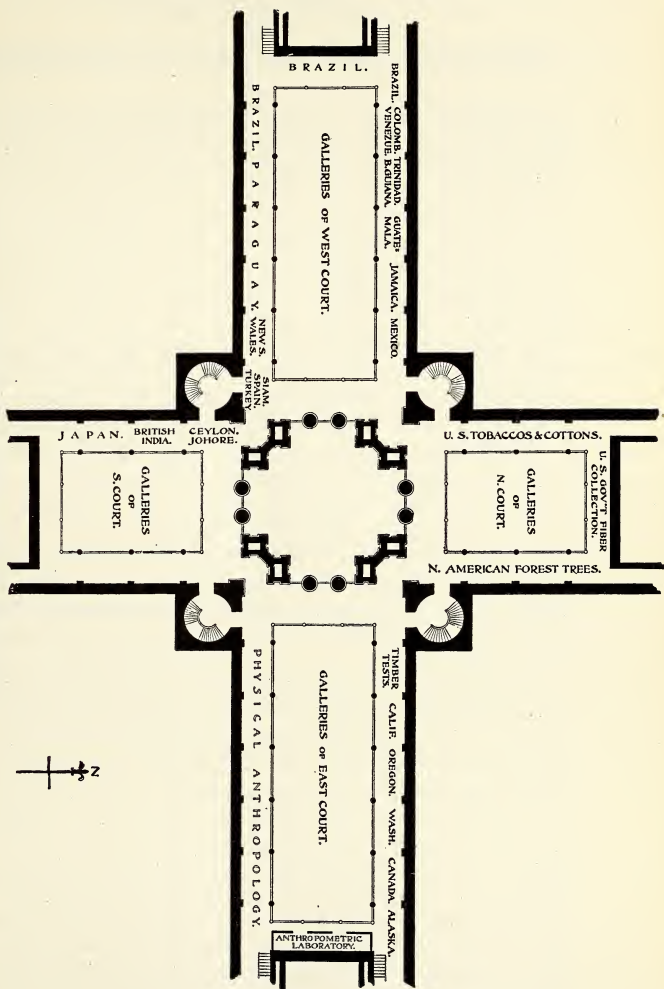 BRAZIL.
BRAZIL. PARAGUAY. NEW S.
WALES.
SIAM.
SPAIN.
TURKEY.
GALLERIES OF WEST COURT.
BRAZIL. COLOMB. TRINIDAD. GUATE=
VENEZUE. B.GUIANA. MALA.
JAMAICA. MEXICO.
JAPAN.
BRITISH
INDIA.
CEYLON.
JOHORE.
GALLERIES
OF
S. COURT.
U. S. TOBACCOS & COTTONS.
GALLERIES
OF
N. COURT.
U. S. GOV'T. FIBER
COLLECTION.
N. AMERICAN FOREST TREES.
N
PHYSICAL ANTHROPOLOGY.
GALLERIES OF EAST COURT.
TIMBER
TESTS.
CALIF. OREGON. WASH. CANADA. ALASKA.
ANTHROPOMETRIC
LABORATORY.